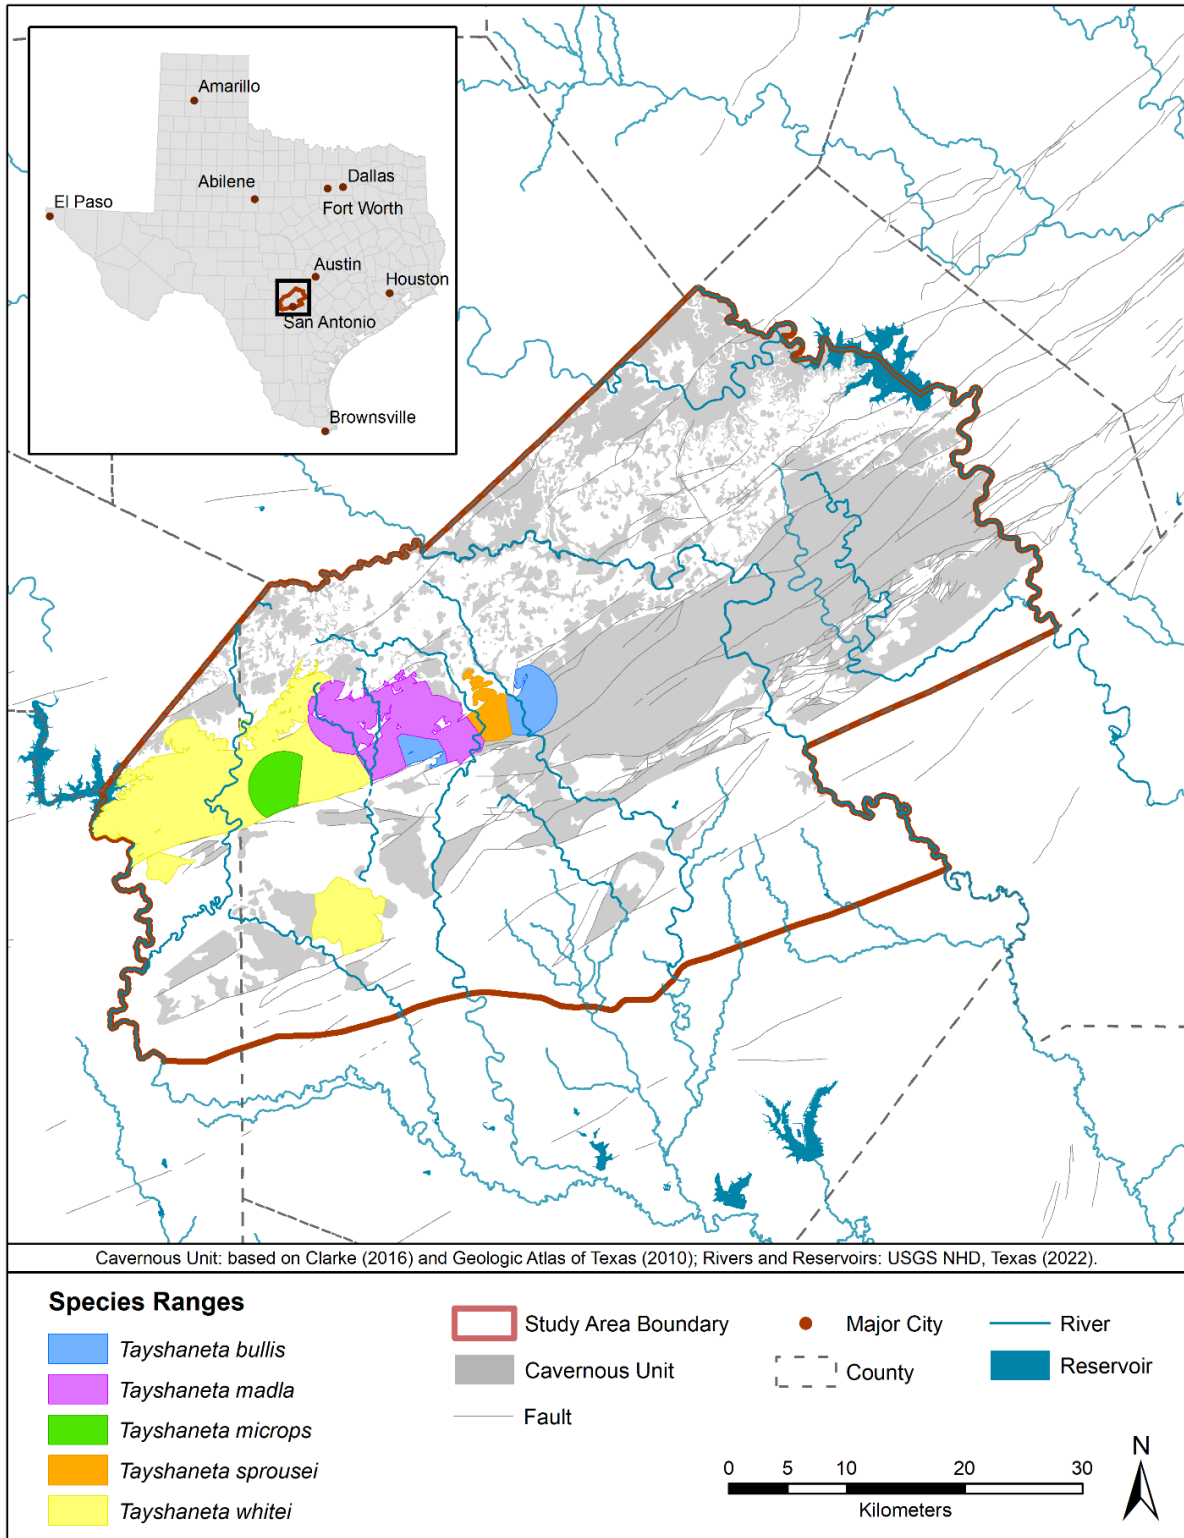 Amarillo
Dallas
Abilene
Fort Worth
El Paso
Austin
Houston
San Antonio
Brownsville
Cavernous Unit: based on Clarke (2016) and Geologic Atlas of Texas (2010); Rivers and Reservoirs: USGS NHD, Texas (2022).
Species Ranges
Tayshaneta bullis
Tayshaneta madla
Tayshaneta microps
Tayshaneta sprousei
Tayshaneta whitei
Study Area Boundary
Cavernous Unit
Fault
Major City
County
River
Reservoir
N
0 5 10 20 30
Kilometers